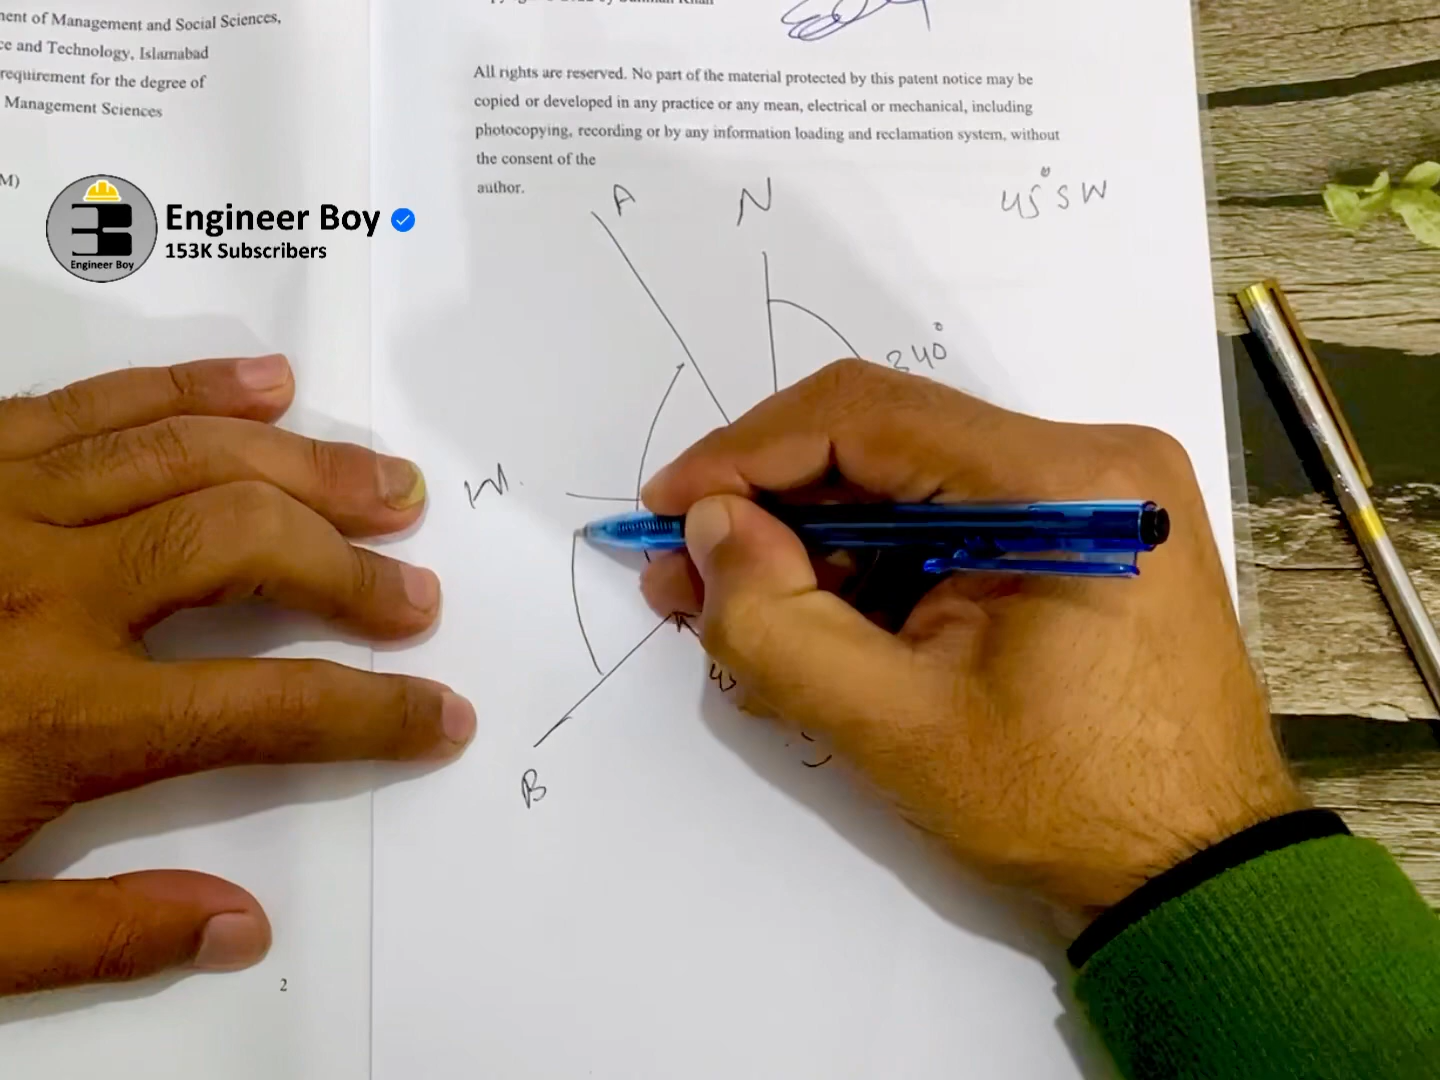 ment of Management and Social Sciences,
ce and Technology, Islamabad
requirement for the degree of
Management Sciences
M)
All rights are reserved. No part of the material protected by this patent notice may be
copied or developed in any practice or any mean, electrical or mechanical, including
photocopying, recording or by any information loading and reclamation system, without
the consent of the
author.
Engineer Boy
153K Subscribers
Engineer Boy
A
N
45° S W
340°
W
45
B
2